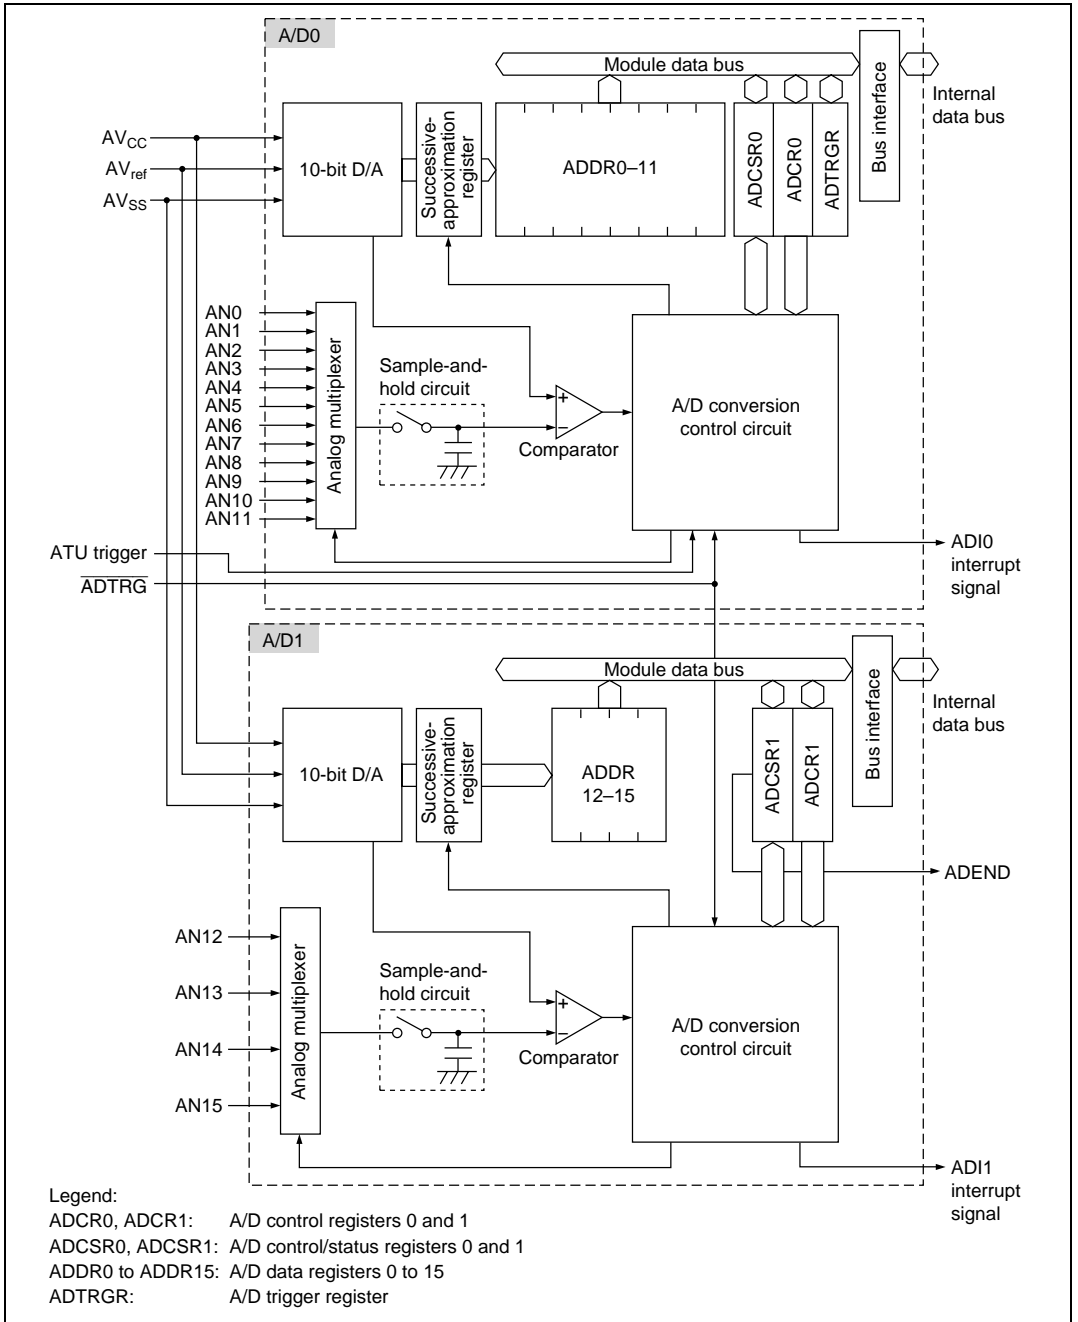 A/D0
Module data bus
Bus interface
Internal
data bus
AVCC
AVref
AVSS
10-bit D/A
Successive-
approximation
register
ADDR0–11
ADCSR0
ADCR0
ADTRGR
AN0
AN1
AN2
AN3
AN4
AN5
AN6
AN7
AN8
AN9
AN10
AN11
Analog multiplexer
Sample-and-
hold circuit
+
−
Comparator
A/D conversion
control circuit
ATU trigger
ADTRG
ADI0
interrupt
signal
A/D1
Module data bus
Bus interface
Internal
data bus
10-bit D/A
Successive-
approximation
register
ADDR
12–15
ADCSR1
ADCR1
ADEND
AN12
AN13
AN14
AN15
Analog multiplexer
Sample-and-
hold circuit
+
−
Comparator
A/D conversion
control circuit
ADI1
interrupt
signal
Legend:
ADCR0, ADCR1: A/D control registers 0 and 1
ADCSR0, ADCSR1: A/D control/status registers 0 and 1
ADDR0 to ADDR15: A/D data registers 0 to 15
ADTRGR: A/D trigger register